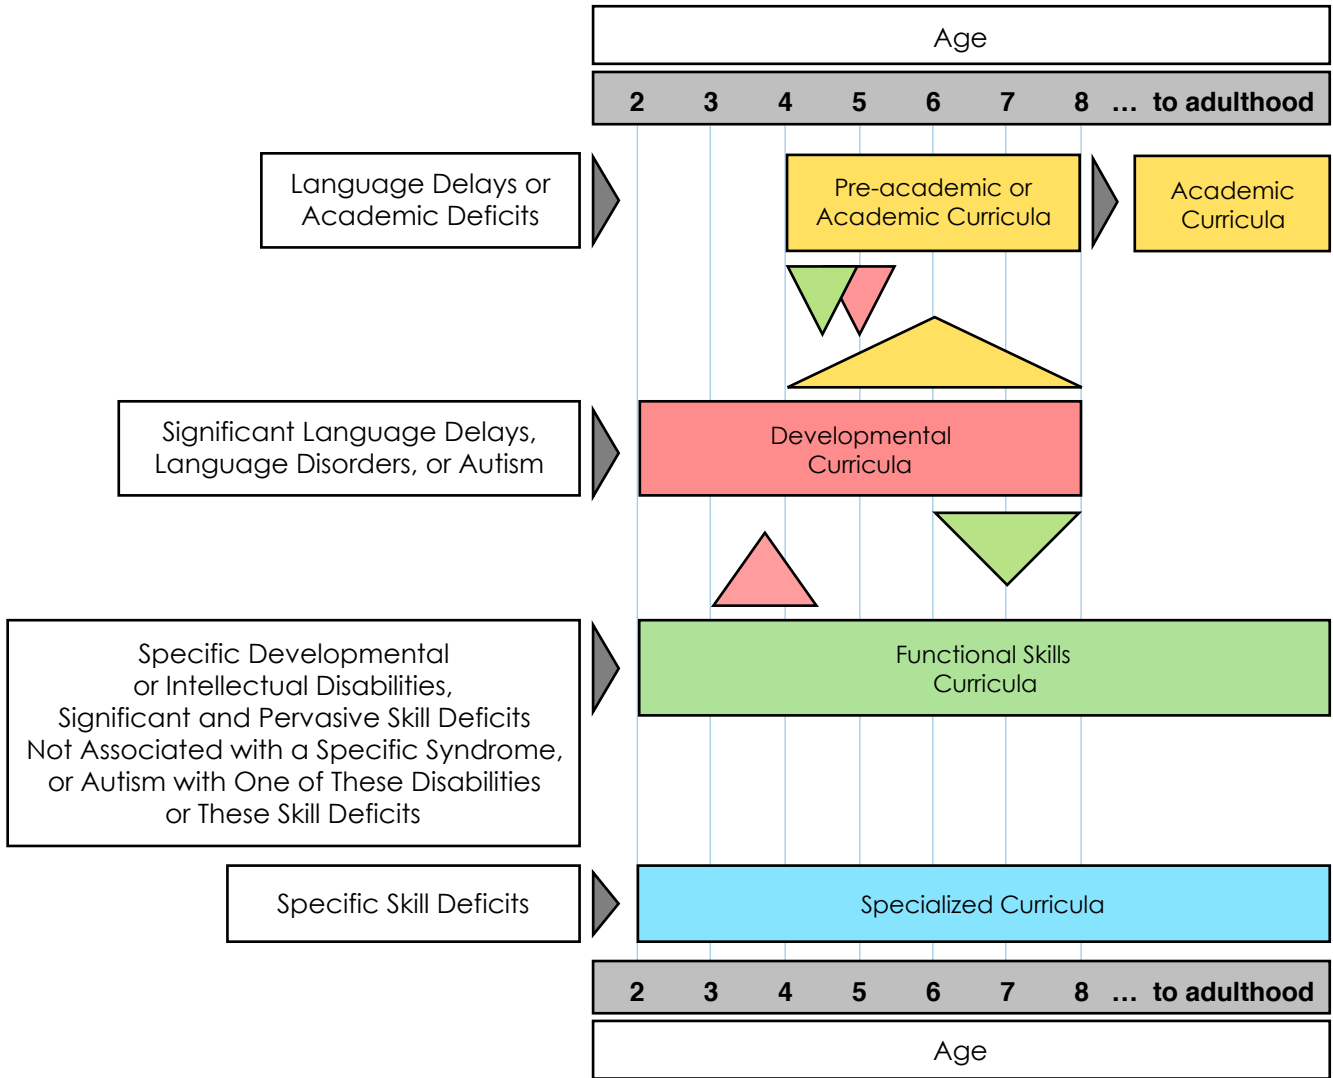 Age
2 3 4 5 6 7 8 … to adulthood
Language Delays or
Academic Deficits
Pre-academic or
Academic Curricula
Academic
Curricula
Significant Language Delays,
Language Disorders, or Autism
Developmental
Curricula
Specific Developmental
or Intellectual Disabilities,
Significant and Pervasive Skill Deficits
Not Associated with a Specific Syndrome,
or Autism with One of These Disabilities
or These Skill Deficits
Functional Skills
Curricula
Specific Skill Deficits
Specialized Curricula
2 3 4 5 6 7 8 … to adulthood
Age